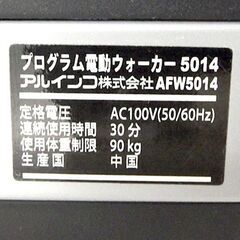 プログラム電動ウォーカー 5014
アルインコ株式会社 AFW5014
定格電圧 AC100V(50/60Hz)
連続使用時間 30分
使用体重制限 90kg
生産国 中国